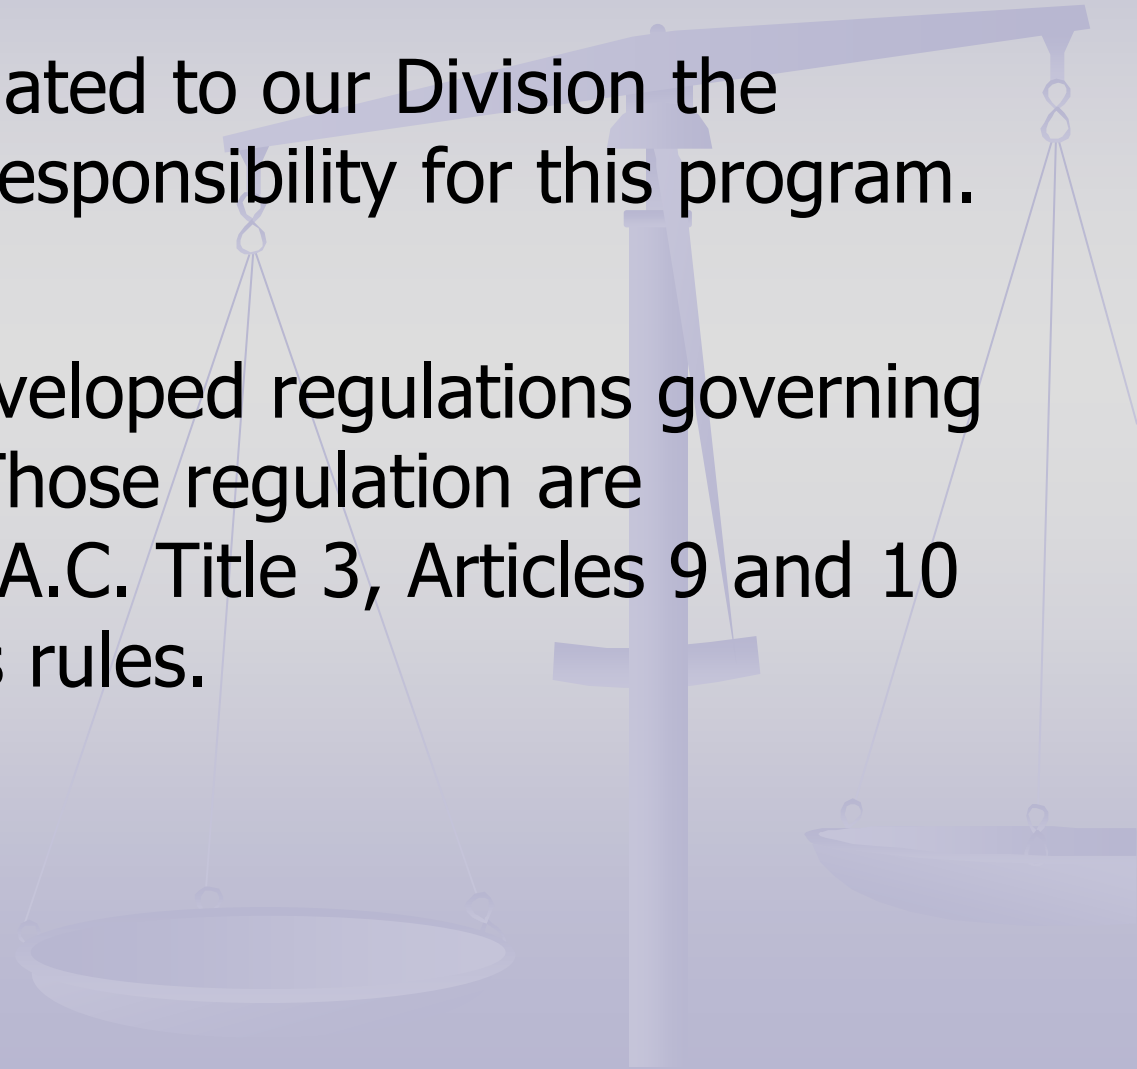 ated to our Division the
esponsibility for this program.
veloped regulations governing
Those regulation are
A.C. Title 3, Articles 9 and 10
s rules.